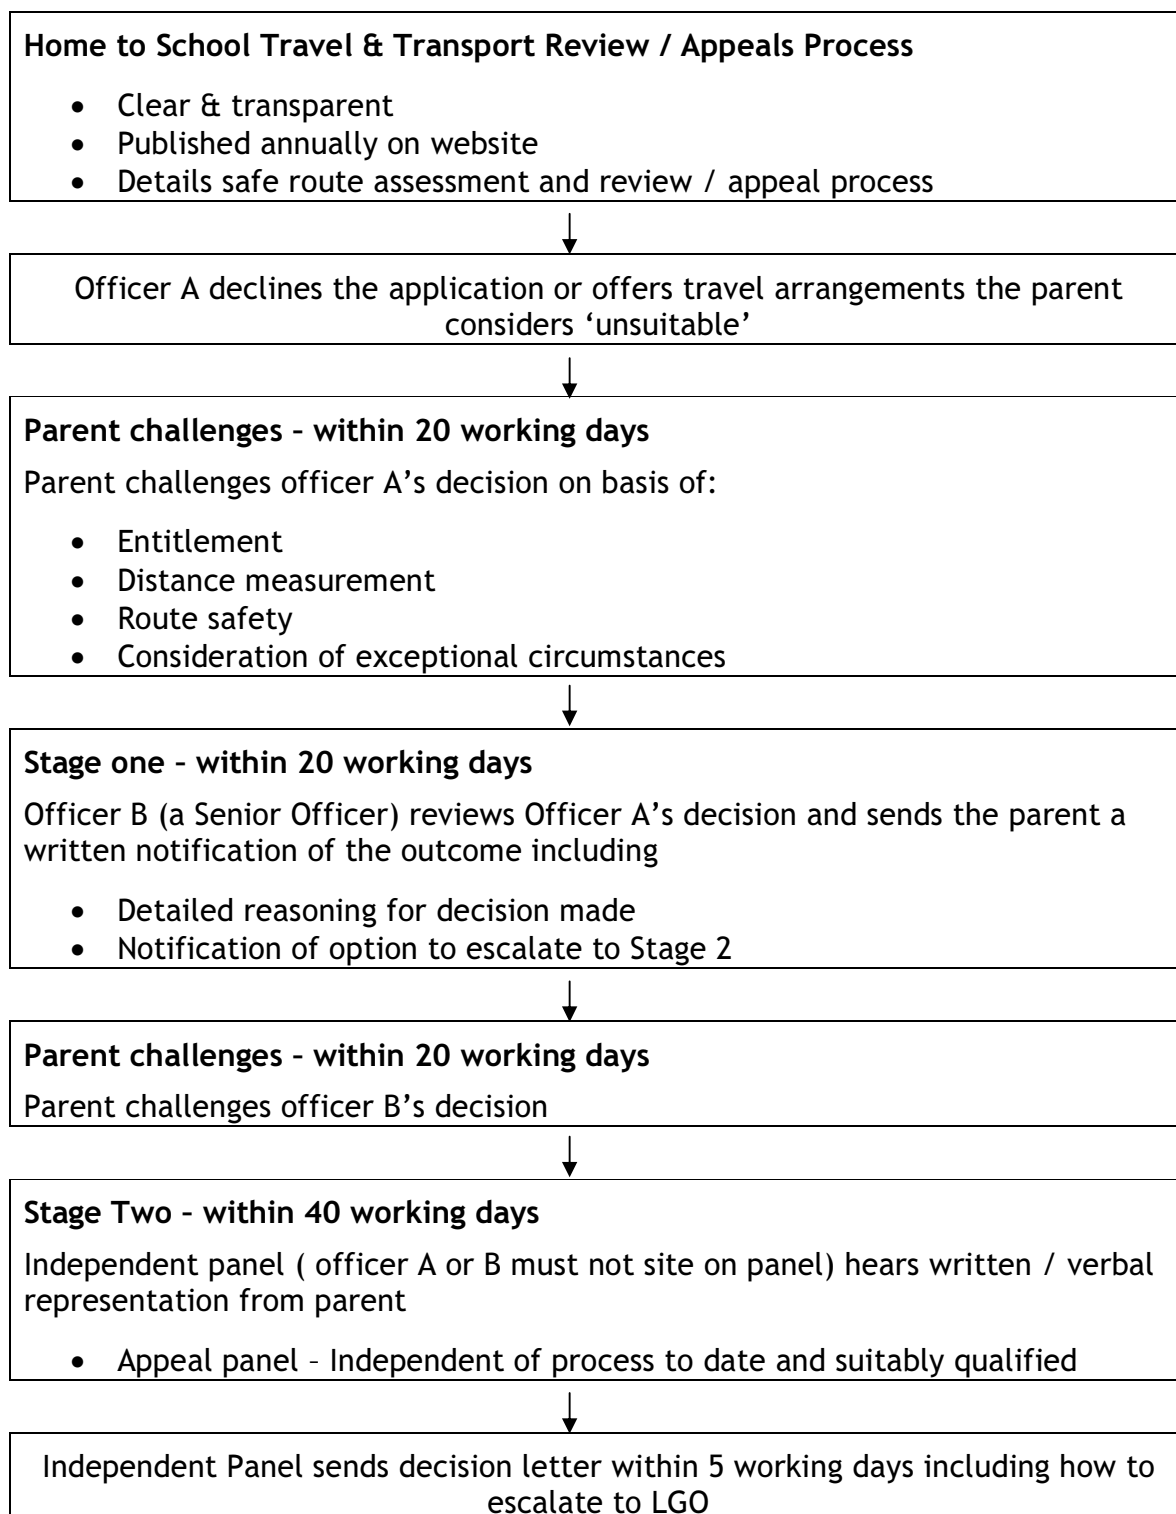 Home to School Travel & Transport Review / Appeals Process
• Clear & transparent
• Published annually on website
• Details safe route assessment and review / appeal process
Officer A declines the application or offers travel arrangements the parent
considers ‘unsuitable’
Parent challenges – within 20 working days
Parent challenges officer A’s decision on basis of:
• Entitlement
• Distance measurement
• Route safety
• Consideration of exceptional circumstances
Stage one – within 20 working days
Officer B (a Senior Officer) reviews Officer A’s decision and sends the parent a
written notification of the outcome including
• Detailed reasoning for decision made
• Notification of option to escalate to Stage 2
Parent challenges – within 20 working days
Parent challenges officer B’s decision
Stage Two – within 40 working days
Independent panel ( officer A or B must not site on panel) hears written / verbal
representation from parent
• Appeal panel – Independent of process to date and suitably qualified
Independent Panel sends decision letter within 5 working days including how to
escalate to LGO